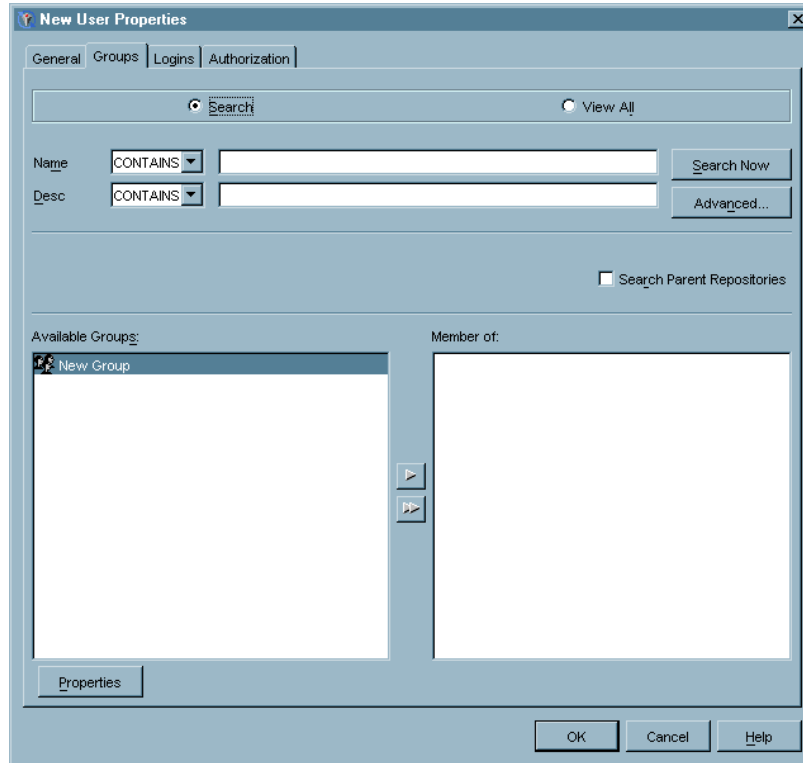 New User Properties
General Groups Logins Authorization
Search View All
Name CONTAINS Search Now
Desc CONTAINS Advanced...
Search Parent Repositories
Available Groups: Member of:
New Group
Properties
OK Cancel Help